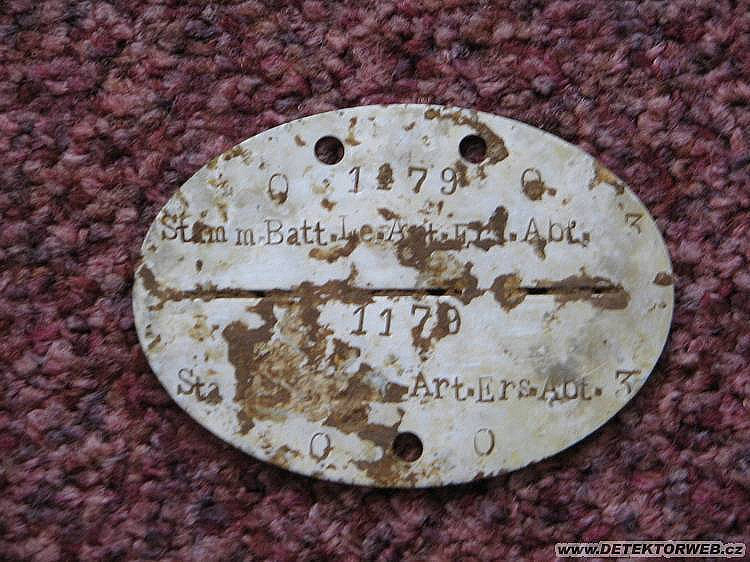 O 1179 O
Stamm.Batt.Le.Art.Ers.Abt. 3
1179
Art.Ers.Abt. 3
O O
www.DETEKTORWEB.cz